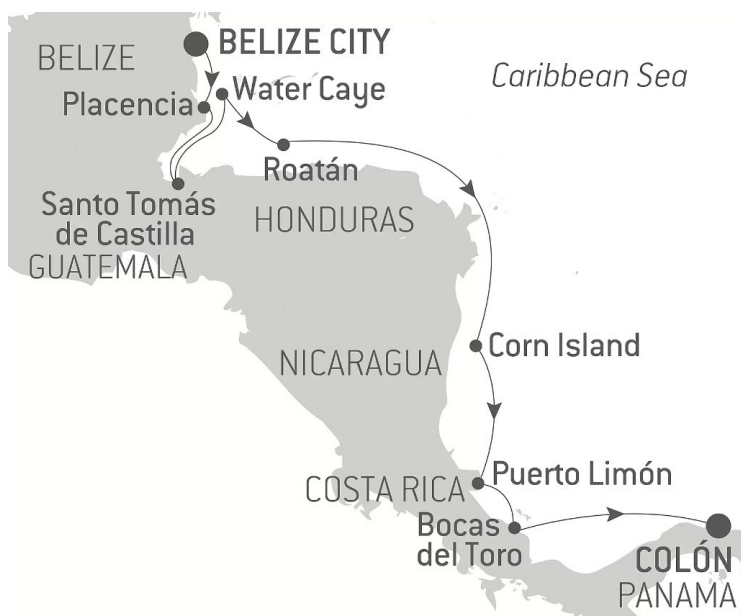 BELIZE CITY
BELIZE
Caribbean Sea
Water Caye
Placencia
Roatán
Santo Tomás
de Castilla
HONDURAS
GUATEMALA
Corn Island
NICARAGUA
Puerto Limón
COSTA RICA
Bocas
del Toro
COLÓN
PANAMA